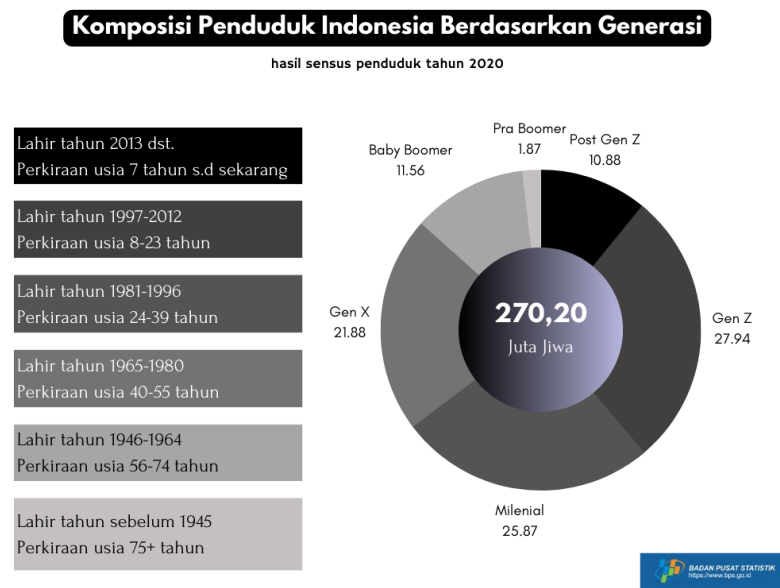 Komposisi Penduduk Indonesia Berdasarkan Generasi
hasil sensus penduduk tahun 2020
Lahir tahun 2013 dst.
Perkiraan usia 7 tahun s.d sekarang
Lahir tahun 1997-2012
Perkiraan usia 8-23 tahun
Lahir tahun 1981-1996
Perkiraan usia 24-39 tahun
Lahir tahun 1965-1980
Perkiraan usia 40-55 tahun
Lahir tahun 1946-1964
Perkiraan usia 56-74 tahun
Lahir tahun sebelum 1945
Perkiraan usia 75+ tahun
Pra Boomer
1.87
Post Gen Z
10.88
Baby Boomer
11.56
Gen X
21.88
270,20
Juta Jiwa
Gen Z
27.94
Milenial
25.87
BADAN PUSAT STATISTIK
https://www.bps.go.id